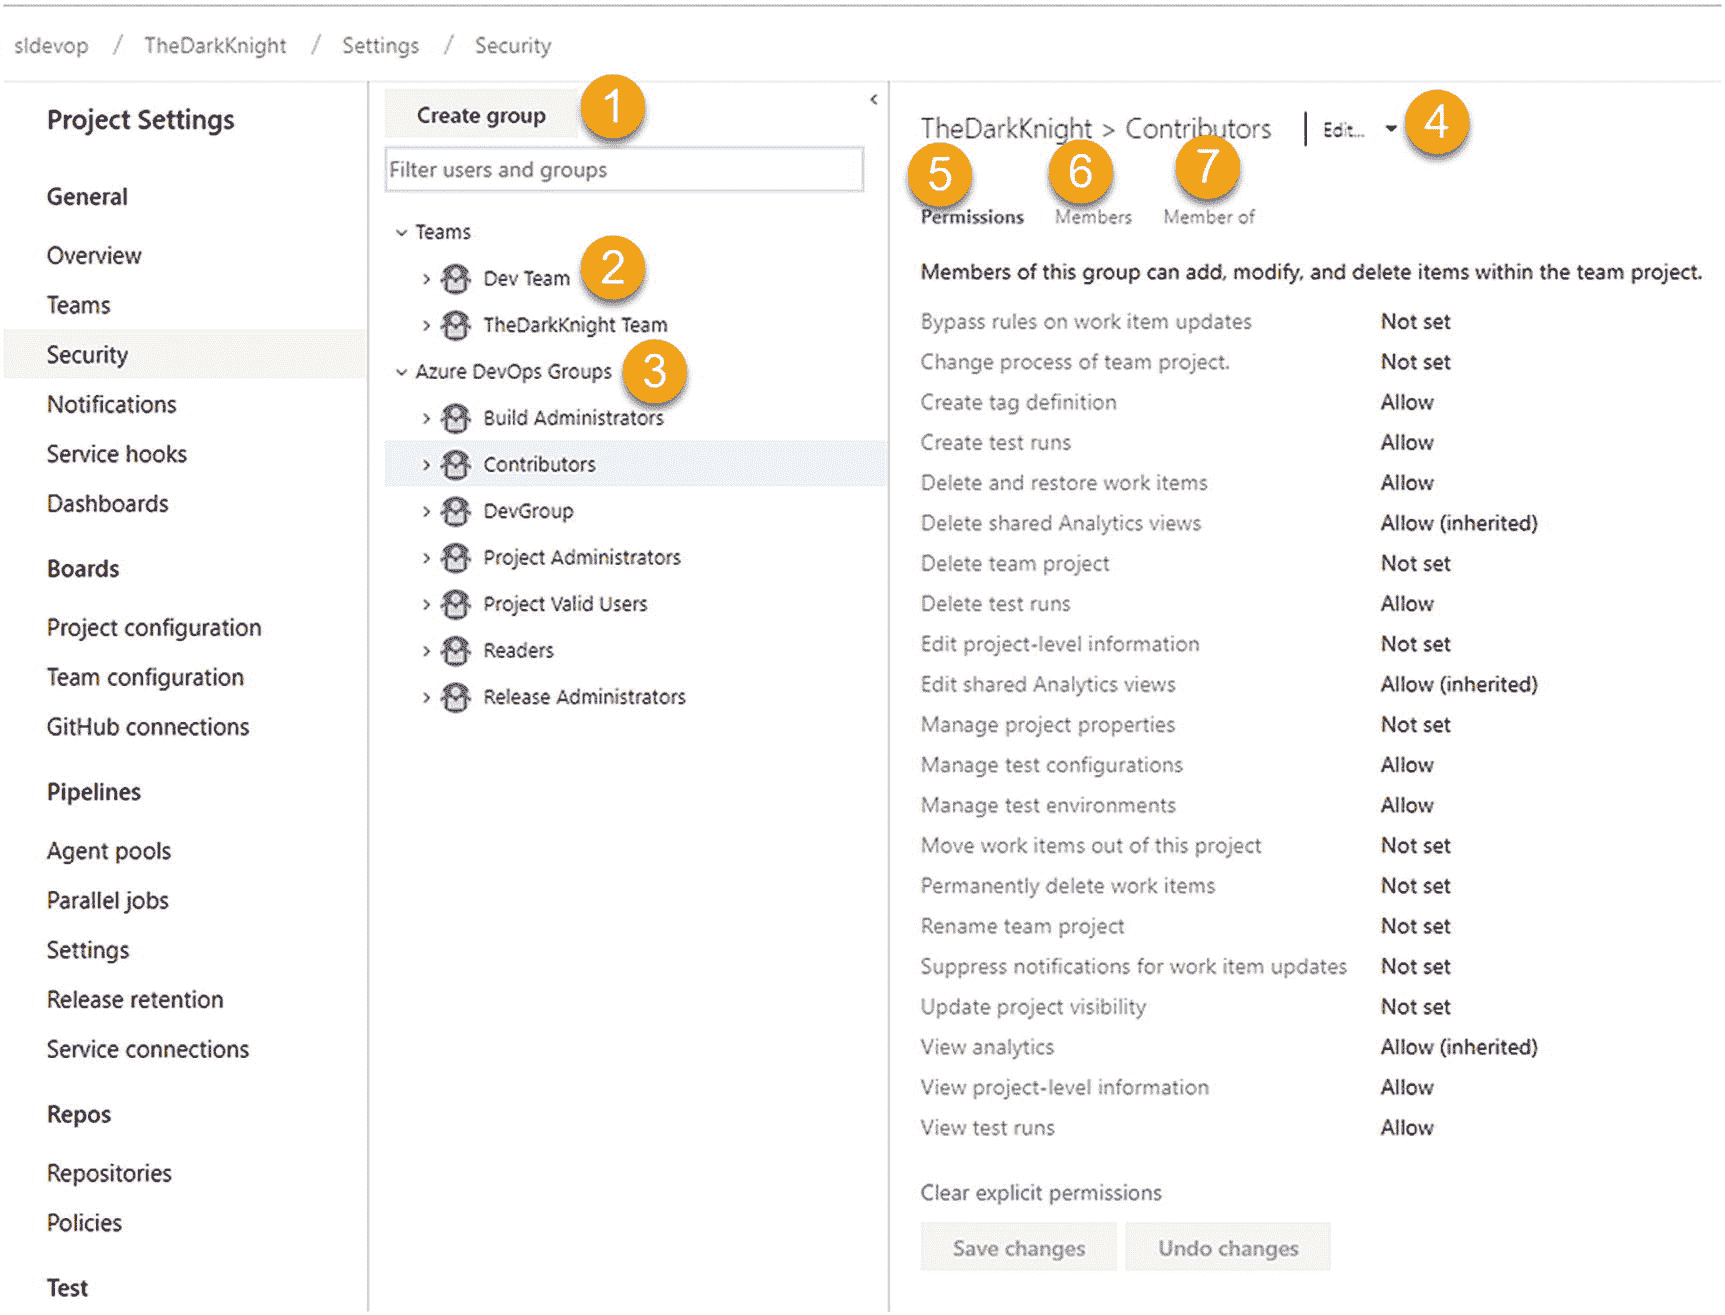 sldevop / TheDarkKnight / Settings / Security
Project Settings
General
Overview
Teams
Security
Notifications
Service hooks
Dashboards
Boards
Project configuration
Team configuration
GitHub connections
Pipelines
Agent pools
Parallel jobs
Settings
Release retention
Service connections
Repos
Repositories
Policies
Test
Create group 1
Filter users and groups
Teams
Dev Team 2
TheDarkKnight Team
Azure DevOps Groups 3
Build Administrators
Contributors
DevGroup
Project Administrators
Project Valid Users
Readers
Release Administrators
TheDarkKnight > Contributors | Edit... 4
5 6 7
Permissions Members Member of
Members of this group can add, modify, and delete items within the team project.
Bypass rules on work item updates Not set
Change process of team project. Not set
Create tag definition Allow
Create test runs Allow
Delete and restore work items Allow
Delete shared Analytics views Allow (inherited)
Delete team project Not set
Delete test runs Allow
Edit project-level information Not set
Edit shared Analytics views Allow (inherited)
Manage project properties Not set
Manage test configurations Allow
Manage test environments Allow
Move work items out of this project Not set
Permanently delete work items Not set
Rename team project Not set
Suppress notifications for work item updates Not set
Update project visibility Not set
View analytics Allow (inherited)
View project-level information Allow
View test runs Allow
Clear explicit permissions
Save changes Undo changes